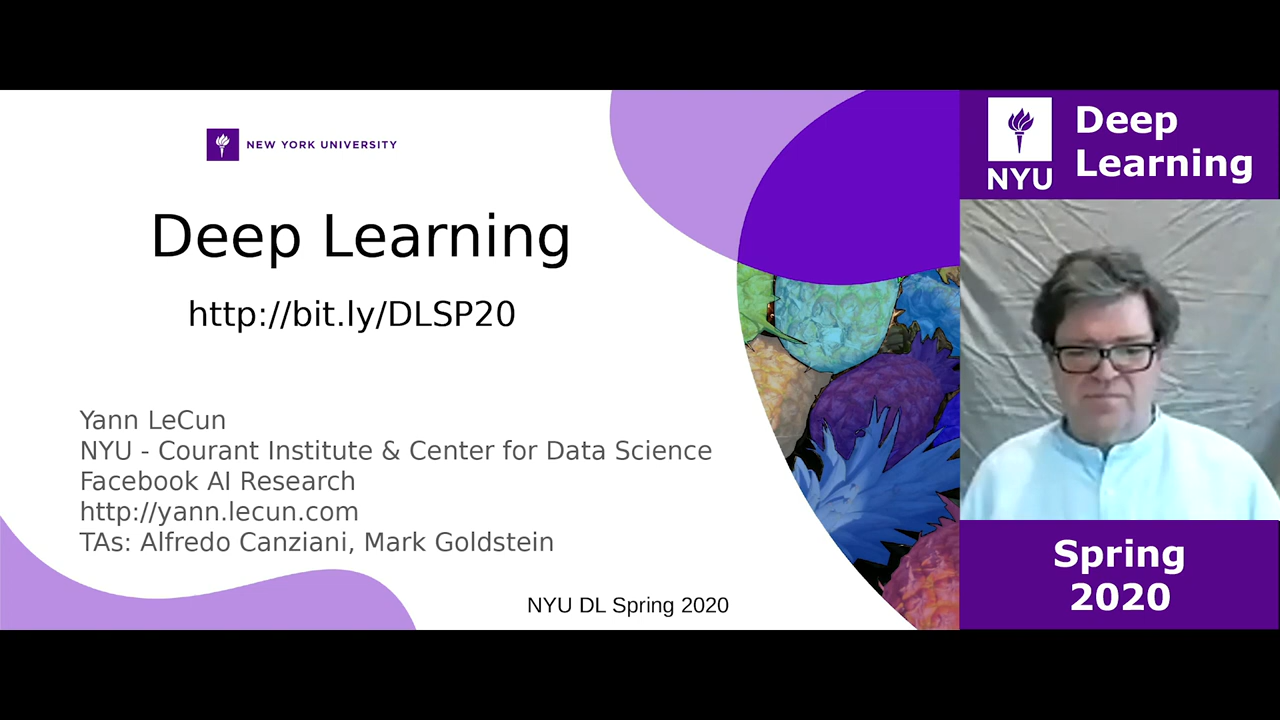 NEW YORK UNIVERSITY
Deep Learning
http://bit.ly/DLSP20
Yann LeCun
NYU - Courant Institute & Center for Data Science
Facebook AI Research
http://yann.lecun.com
TAs: Alfredo Canziani, Mark Goldstein
NYU DL Spring 2020
NYU
Deep
Learning
Spring
2020